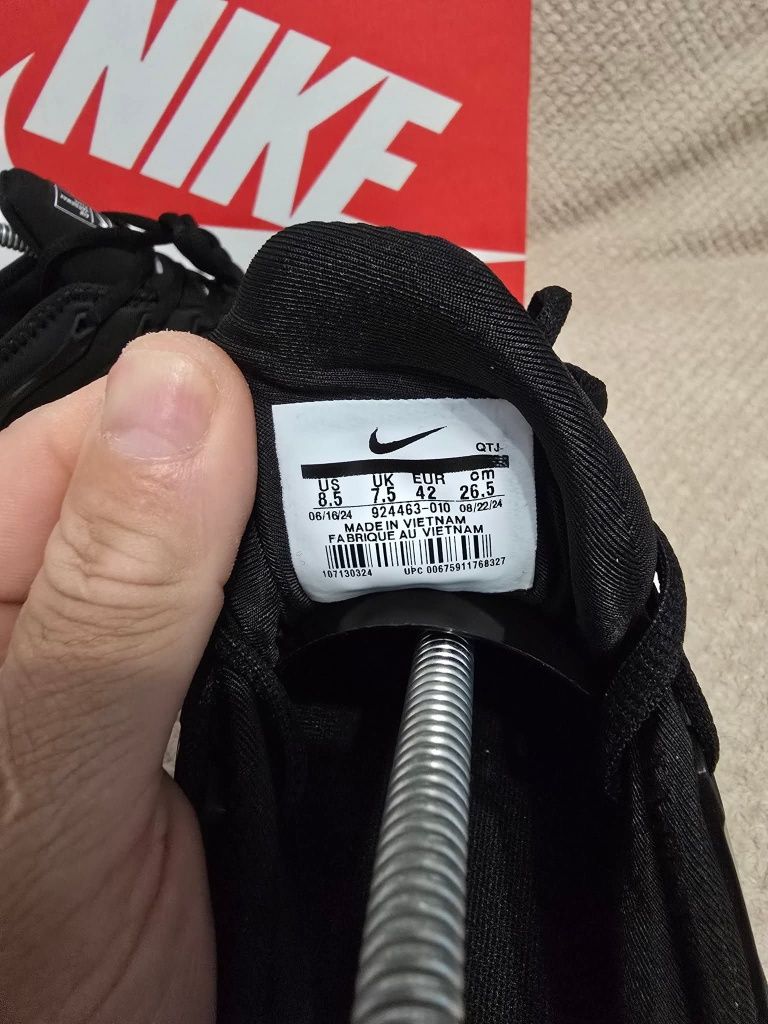 NIKE
QTJ-
US UK EUR cm
8.5 7.5 42 26.5
06/16/24 924463-010 08/22/24
MADE IN VIETNAM
FABRIQUE AU VIETNAM
107130324 UPC 00675911768327